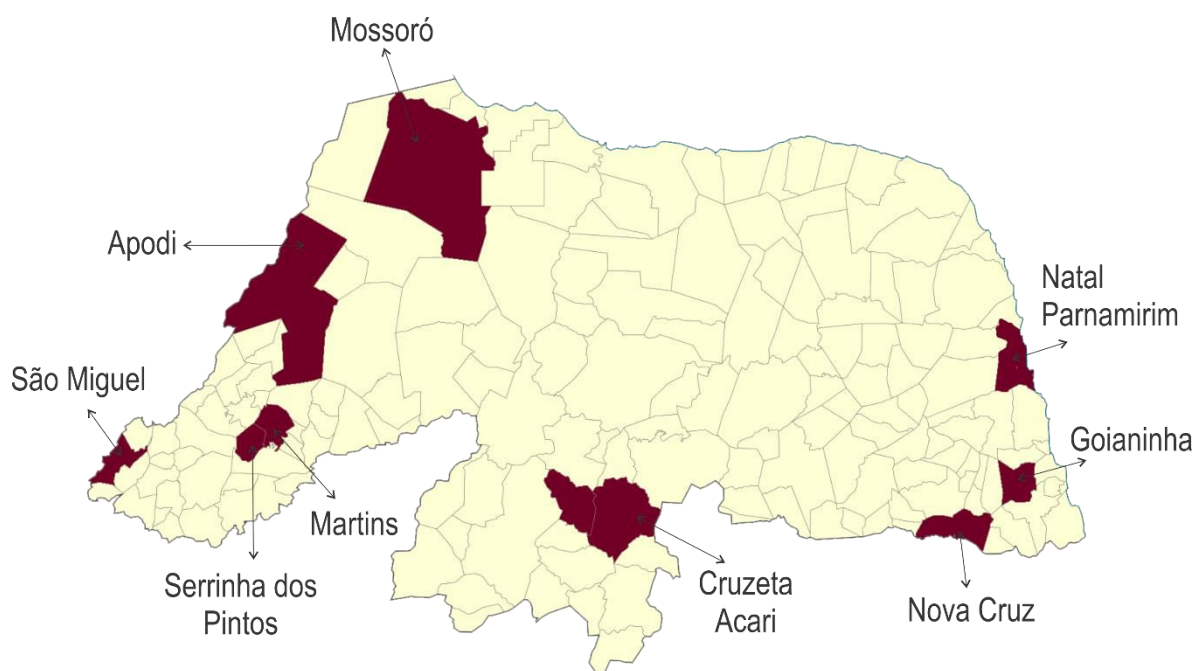 Mossoró
Apodi
Natal
Parnamirim
São Miguel
Goianinha
Martins
Serrinha dos
Pintos
Cruzeta
Acari
Nova Cruz